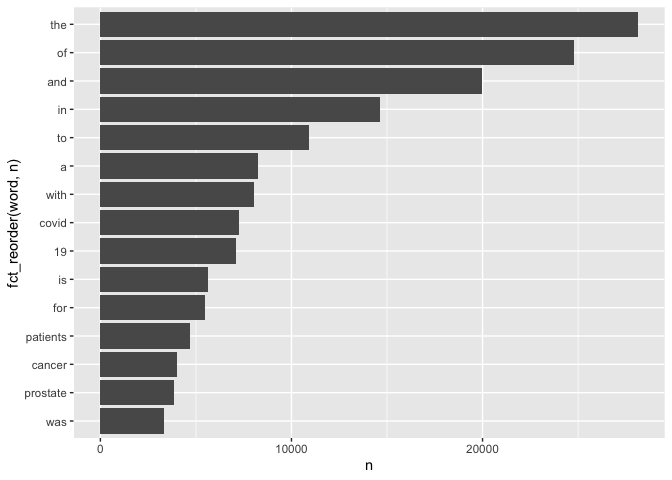 the
of
and
in
to
a
with
covid
19
is
for
patients
cancer
prostate
was
fct_reorder(word, n)
0 10000 20000
n